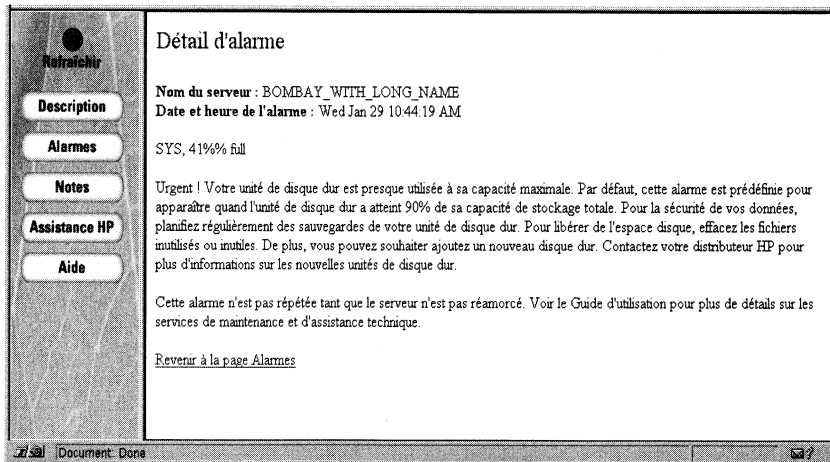 Rafraîchir
Description
Alarmes
Notes
Assistance HP
Aide
Détail d'alarme
Nom du serveur : BOMBAY_WITH_LONG_NAME
Date et heure de l'alarme : Wed Jan 29 10:44:19 AM
SYS, 41%% full
Urgent ! Votre unité de disque dur est presque utilisée à sa capacité maximale. Par défaut, cette alarme est prédéfinie pour
apparaître quand l'unité de disque dur a atteint 90% de sa capacité de stockage totale. Pour la sécurité de vos données,
planifiez régulièrement des sauvegardes de votre unité de disque dur. Pour libérer de l'espace disque, effacez les fichiers
inutilisés ou inutiles. De plus, vous pouvez souhaiter ajoutez un nouveau disque dur. Contactez votre distributeur HP pour
plus d'informations sur les nouvelles unités de disque dur.
Cette alarme n'est pas répétée tant que le serveur n'est pas réamorcé. Voir le Guide d'utilisation pour plus de détails sur les
services de maintenance et d'assistance technique.
Revenir à la page Alarmes
Document: Done